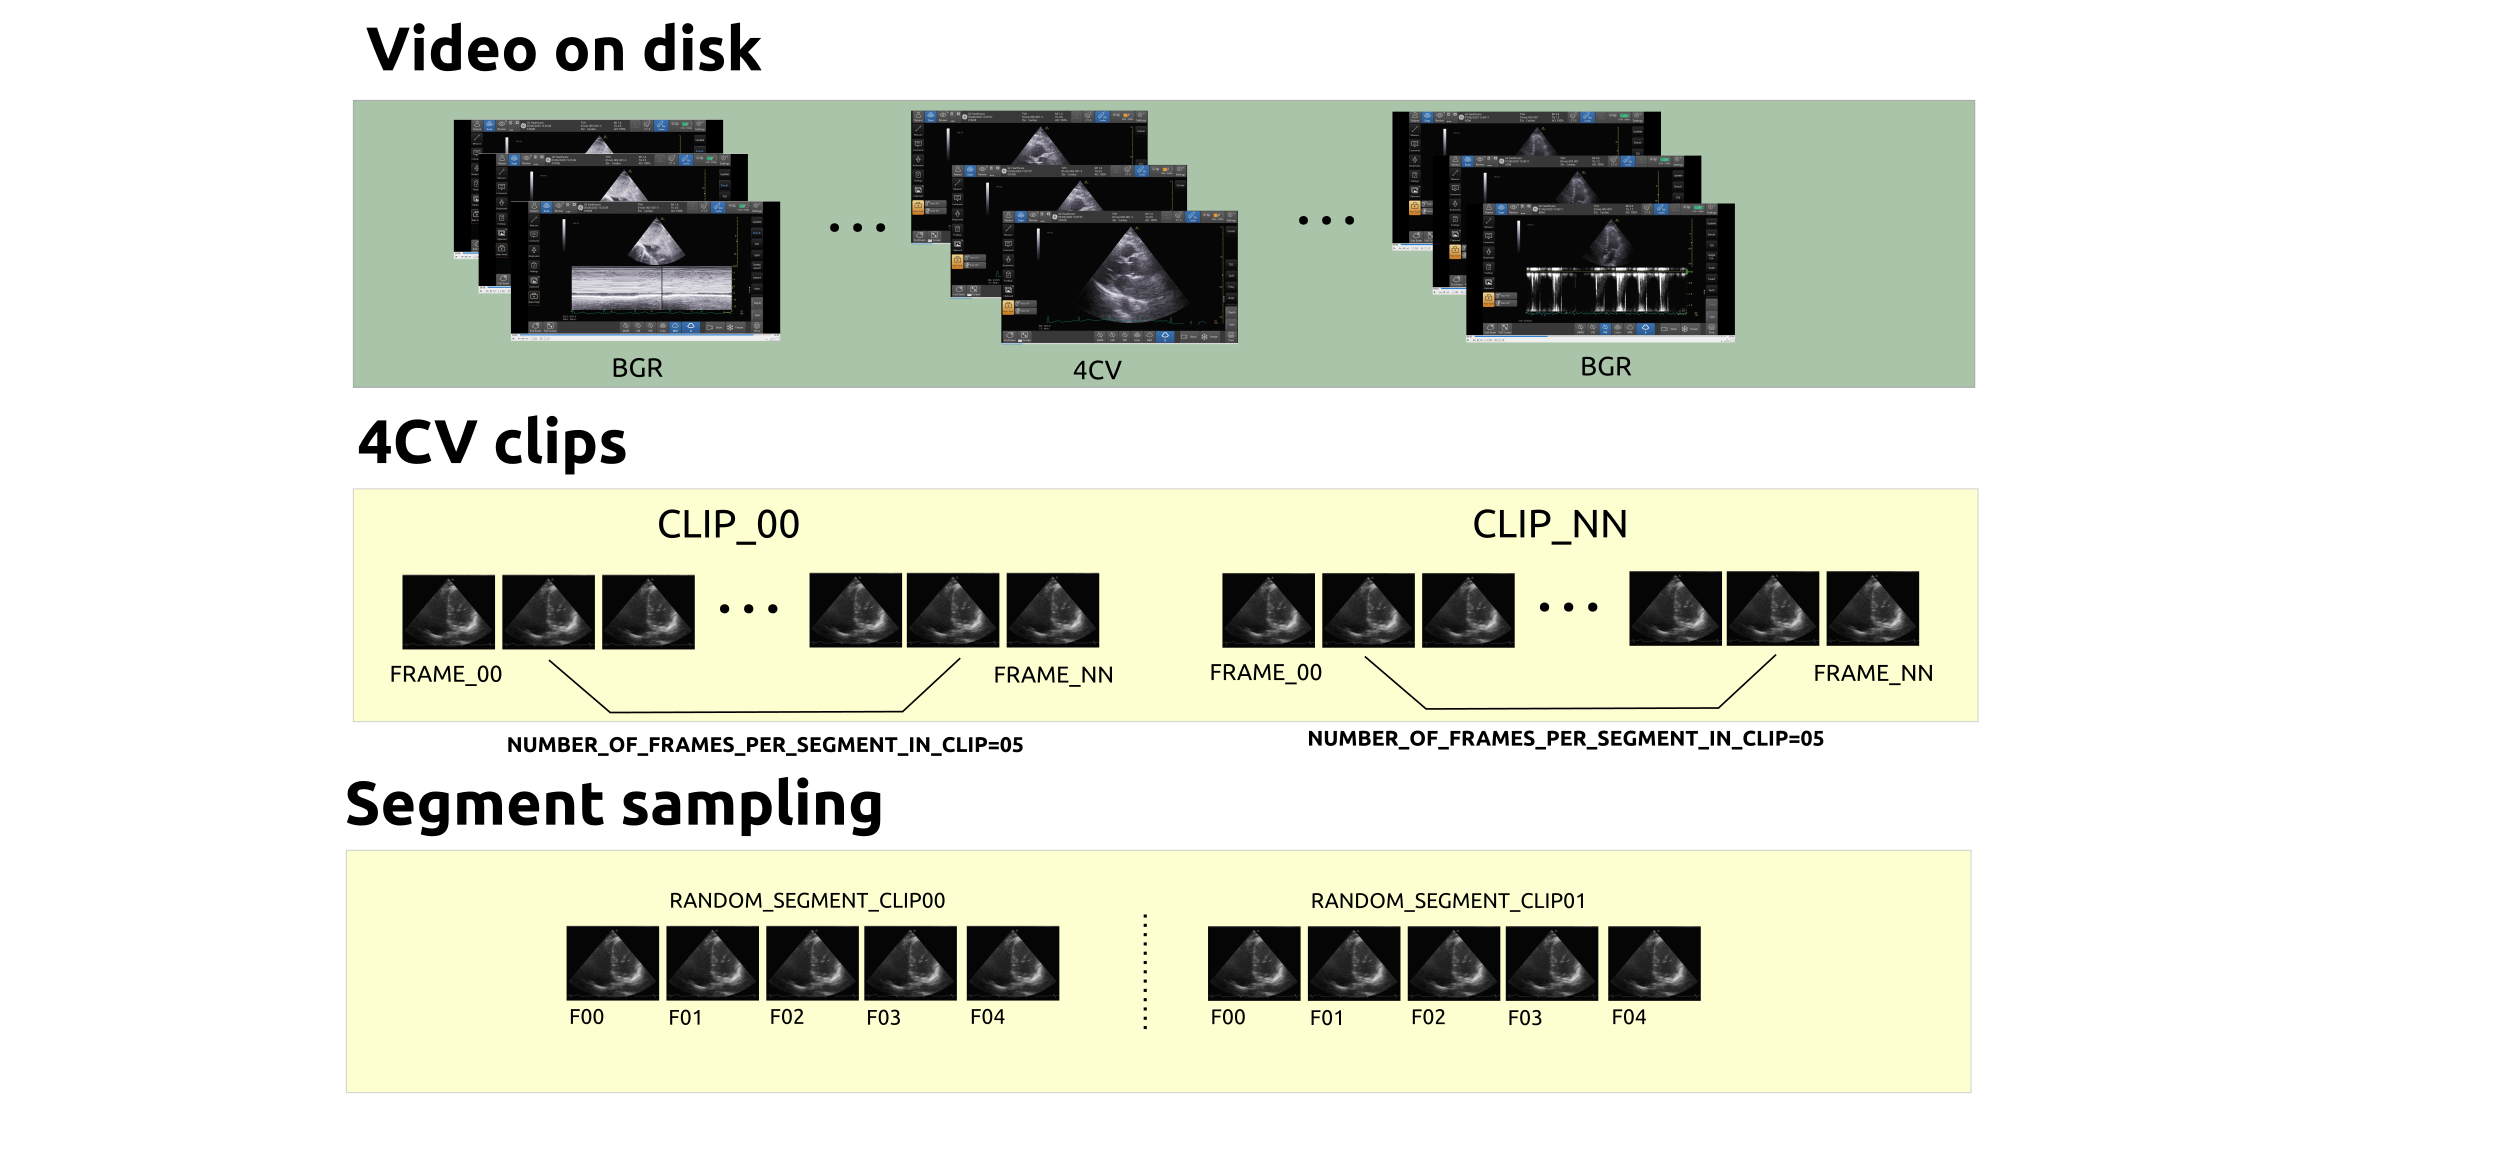 Video on disk
BGR
4CV
BGR
4CV clips
CLIP_00
CLIP_NN
FRAME_00
FRAME_NN
FRAME_00
FRAME_NN
NUMBER_OF_FRAMES_PER_SEGMENT_IN_CLIP=05
NUMBER_OF_FRAMES_PER_SEGMENT_IN_CLIP=05
Segment sampling
RANDOM_SEGMENT_CLIP00
RANDOM_SEGMENT_CLIP01
F00 F01 F02 F03 F04
F00 F01 F02 F03 F04